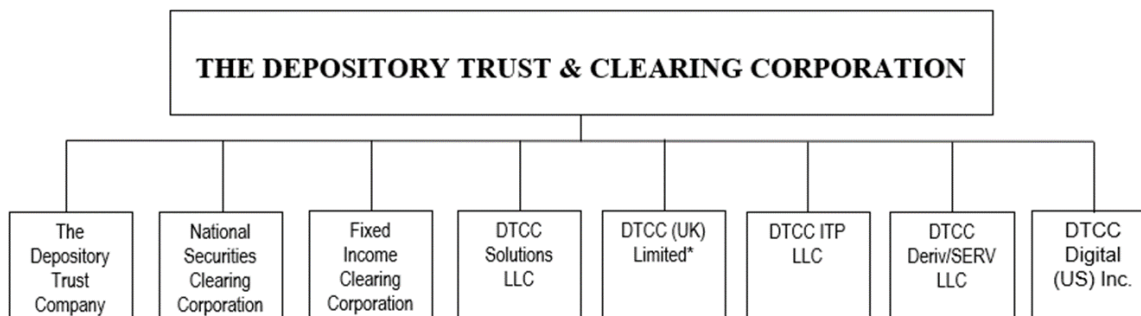 THE DEPOSITORY TRUST & CLEARING CORPORATION
The
Depository
Trust
Company
National
Securities
Clearing
Corporation
Fixed
Income
Clearing
Corporation
DTCC
Solutions
LLC
DTCC (UK)
Limited*
DTCC ITP
LLC
DTCC
Deriv/SERV
LLC
DTCC
Digital
(US) Inc.